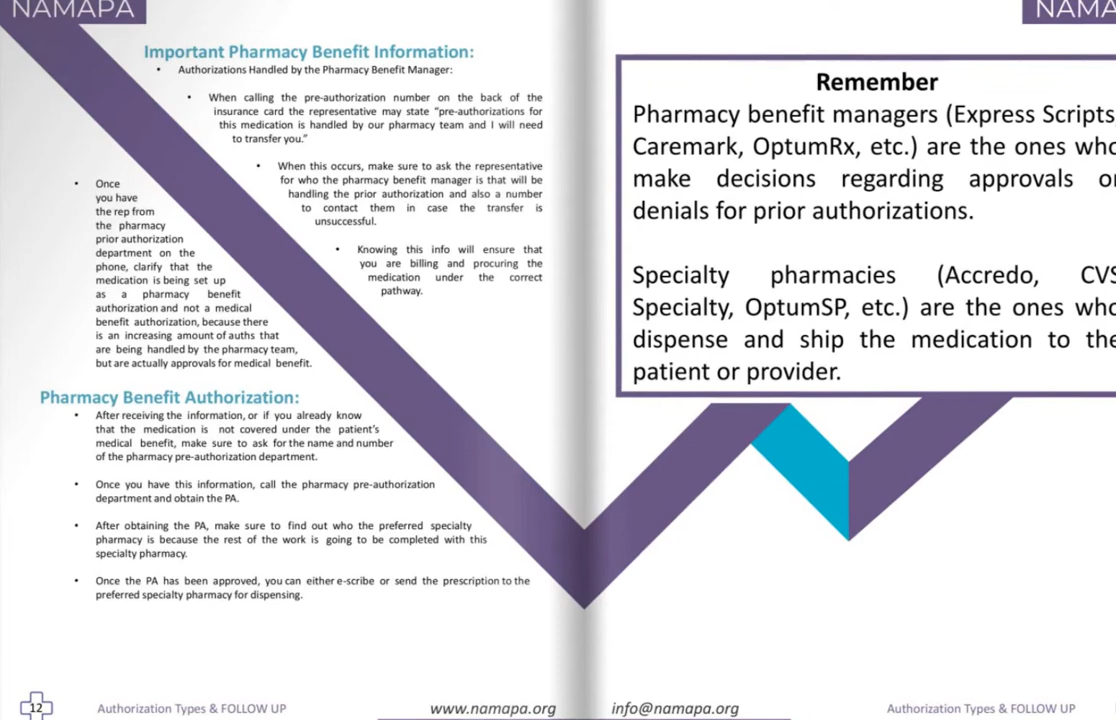 NAMAPA
Important Pharmacy Benefit Information:
• Authorizations Handled by the Pharmacy Benefit Manager:
• When calling the pre-authorization number on the back of the
insurance card the representative may state "pre-authorizations for
this medication is handled by our pharmacy team and I will need
to transfer you."
• When this occurs, make sure to ask the representative
for who the pharmacy benefit manager is that will be
handling the prior authorization and also a number
to contact them in case the transfer is
unsuccessful.
• Knowing this info will ensure that
you are billing and procuring the
medication under the correct
pathway.
• Once
you have
the rep from
the pharmacy
prior authorization
department on the
phone, clarify that the
medication is being set up
as a pharmacy benefit
authorization and not a medical
benefit authorization, because there
is an increasing amount of auths that
are being handled by the pharmacy team,
but are actually approvals for medical benefit.
Pharmacy Benefit Authorization:
• After receiving the information, or if you already know
that the medication is not covered under the patient's
medical benefit, make sure to ask for the name and number
of the pharmacy pre-authorization department.
• Once you have this information, call the pharmacy pre-authorization
department and obtain the PA.
• After obtaining the PA, make sure to find out who the preferred specialty
pharmacy is because the rest of the work is going to be completed with this
specialty pharmacy.
• Once the PA has been approved, you can either e-scribe or send the prescription to the
preferred specialty pharmacy for dispensing.
12
Authorization Types & FOLLOW UP
www.namapa.org
NAMA
Remember
Pharmacy benefit managers (Express Scripts,
Caremark, OptumRx, etc.) are the ones who
make decisions regarding approvals or
denials for prior authorizations.
Specialty pharmacies (Accredo, CVS
Specialty, OptumSP, etc.) are the ones who
dispense and ship the medication to the
patient or provider.
info@namapa.org
Authorization Types & FOLLOW UP